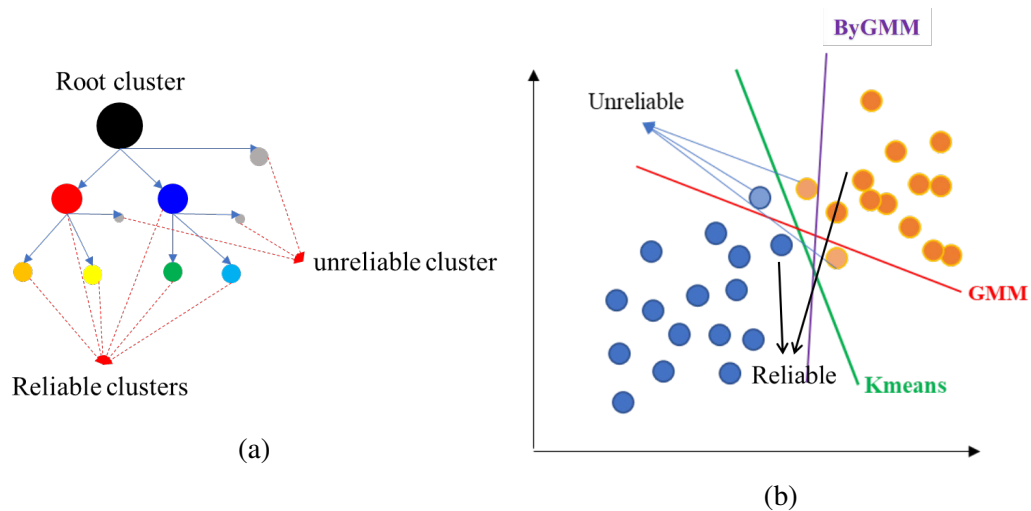 Root cluster
unreliable cluster
Reliable clusters
(a)
ByGMM
Unreliable
GMM
Reliable
Kmeans
(b)